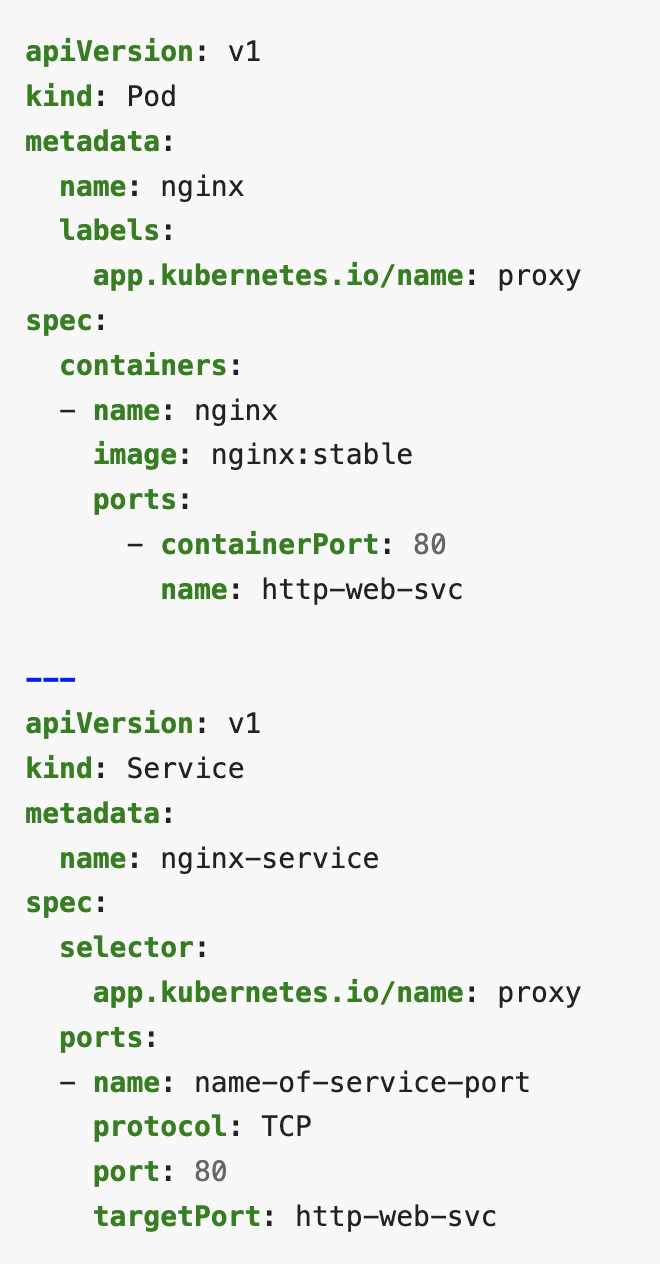 apiVersion: v1
kind: Pod
metadata:
  name: nginx
  labels:
    app.kubernetes.io/name: proxy
spec:
  containers:
  - name: nginx
    image: nginx:stable
    ports:
      - containerPort: 80
        name: http-web-svc

---
apiVersion: v1
kind: Service
metadata:
  name: nginx-service
spec:
  selector:
    app.kubernetes.io/name: proxy
  ports:
  - name: name-of-service-port
    protocol: TCP
    port: 80
    targetPort: http-web-svc